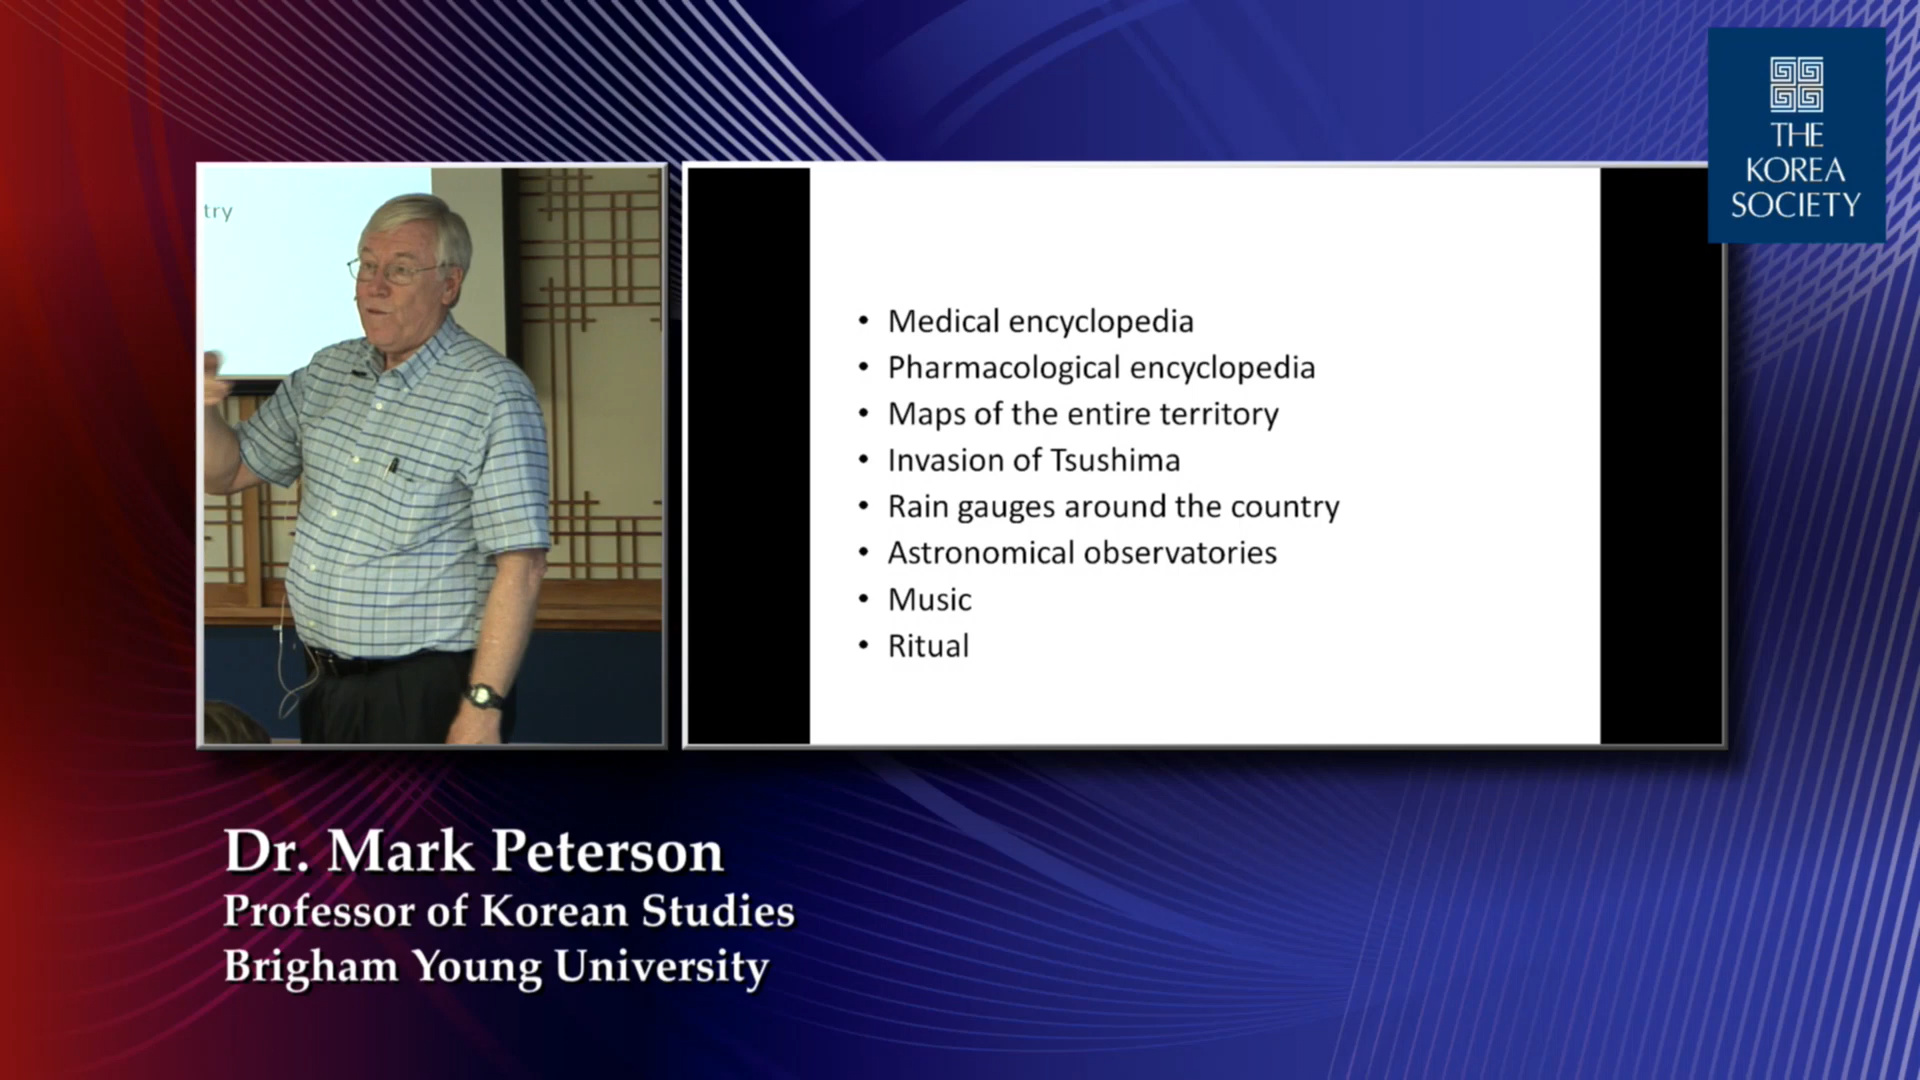 THE
KOREA
SOCIETY
try
• Medical encyclopedia
• Pharmacological encyclopedia
• Maps of the entire territory
• Invasion of Tsushima
• Rain gauges around the country
• Astronomical observatories
• Music
• Ritual
Dr. Mark Peterson
Professor of Korean Studies
Brigham Young University